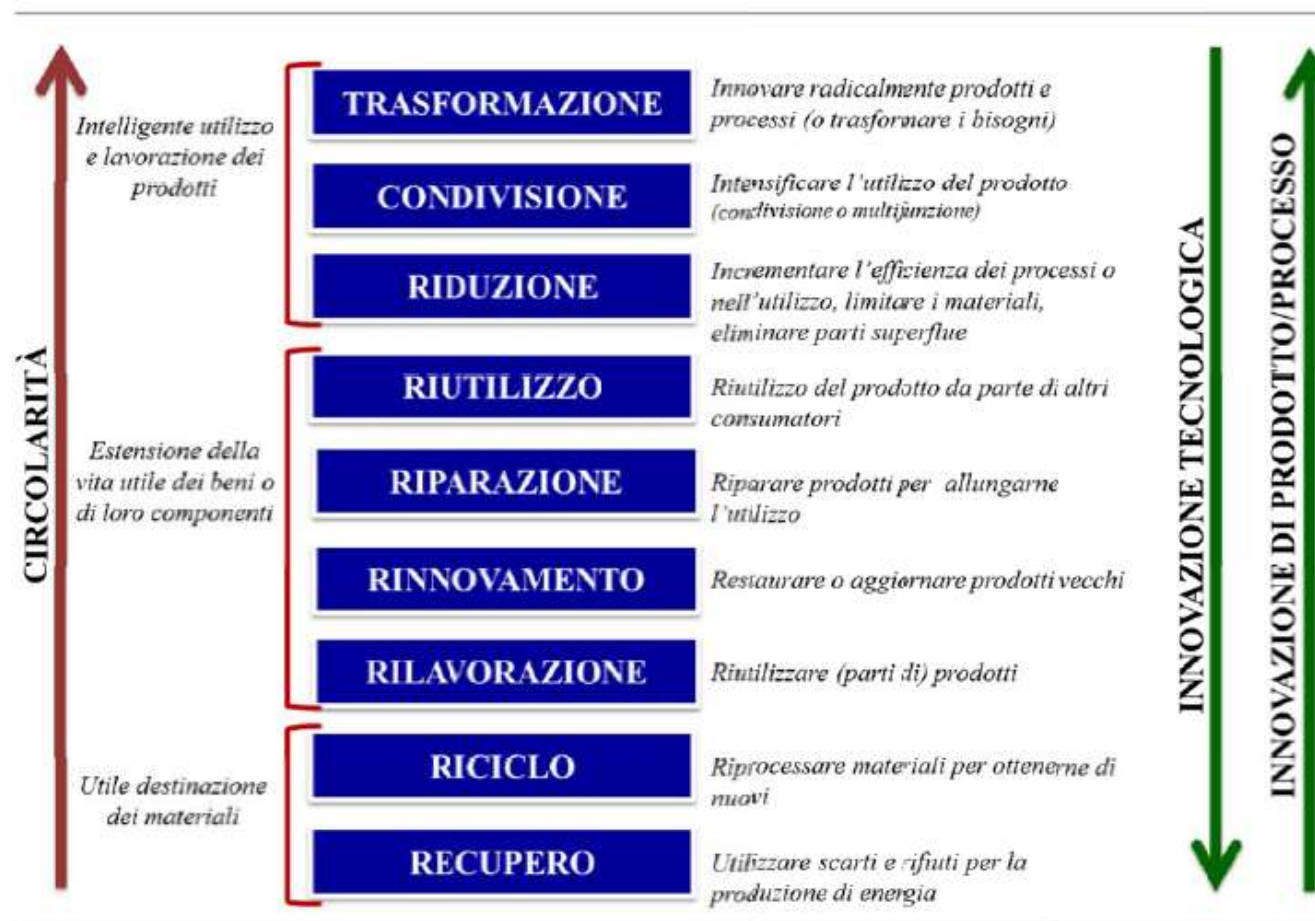 CIRCOLARITÀ
Intelligente utilizzo
e lavorazione dei
prodotti
TRASFORMAZIONE
Innovare radicalmente prodotti e
processi (o trasformare i bisogni)
CONDIVISIONE
Intensificare l'utilizzo del prodotto
(condivisione o multifunzione)
RIDUZIONE
Incrementare l'efficienza dei processi o
nell'utilizzo, limitare i materiali,
eliminare parti superflue
Estensione della
vita utile dei beni o
di loro componenti
RIUTILIZZO
Riutilizzo del prodotto da parte di altri
consumatori
RIPARAZIONE
Riparare prodotti per allungarne
l'utilizzo
RINNOVAMENTO
Restaurare o aggiornare prodotti vecchi
RILAVORAZIONE
Riutilizzare (parti di) prodotti
Utile destinazione
dei materiali
RICICLO
Riprocessare materiali per ottenerne di
nuovi
RECUPERO
Utilizzare scarti e rifiuti per la
produzione di energia
INNOVAZIONE TECNOLOGICA
INNOVAZIONE DI PRODOTTO/PROCESSO